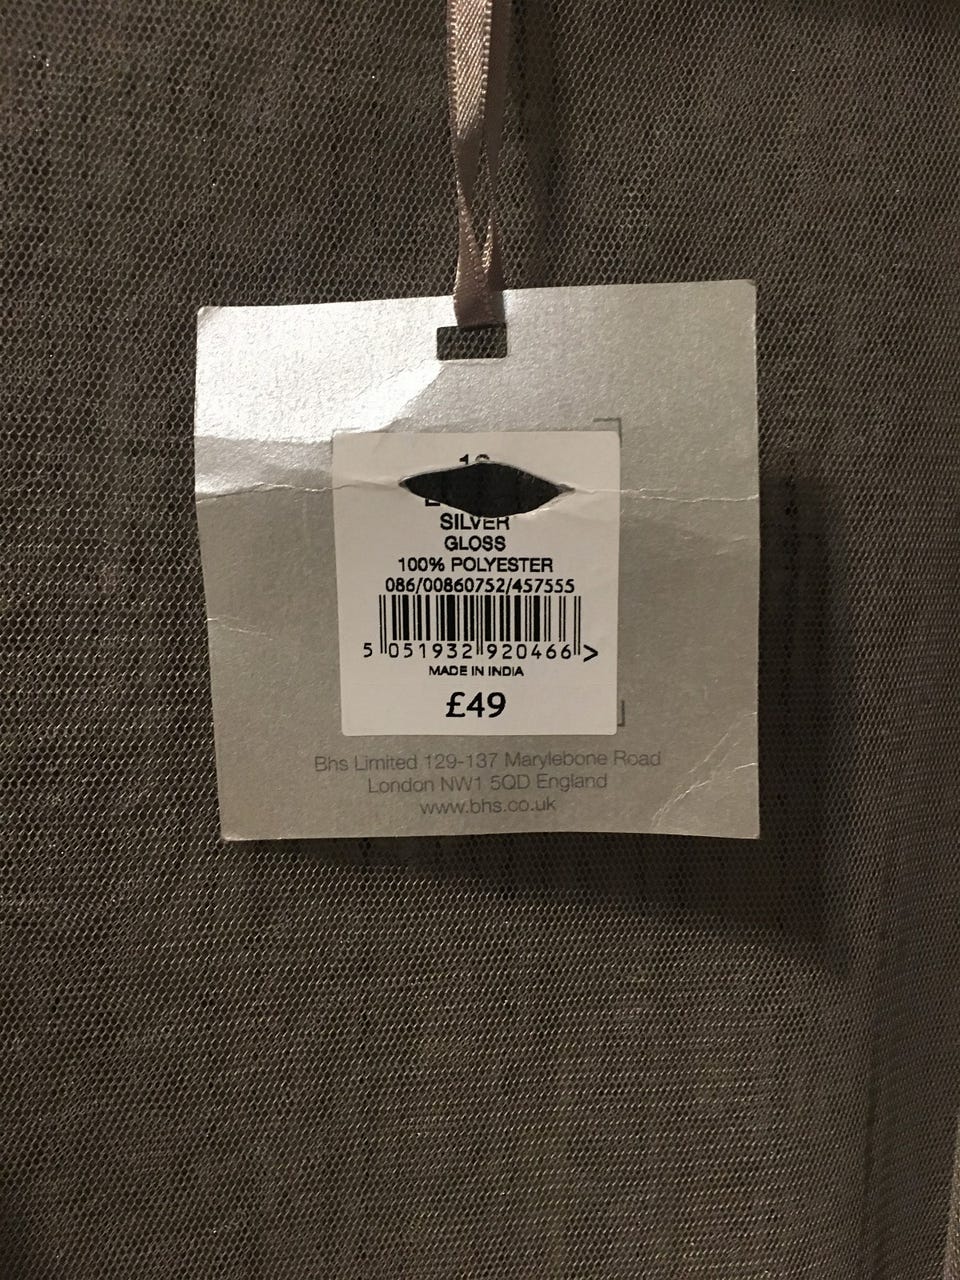 SILVER
GLOSS
100% POLYESTER
086/00860752/457555
5 051932 920466 >
MADE IN INDIA
£49
Bhs Limited 129-137 Marylebone Road
London NW1 5QD England
www.bhs.co.uk